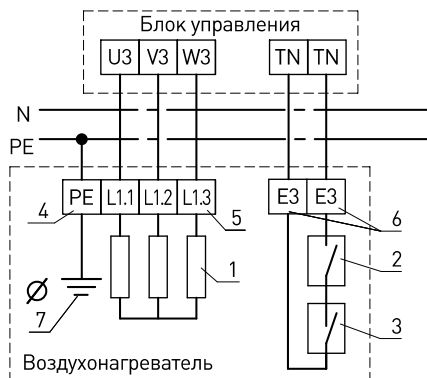 Блок управления
U3 V3 W3 TN TN
N
PE
4 PE L1.1 L1.2 L1.3 5 E3 E3 6
1 2
Ø
7 3
Воздухонагреватель